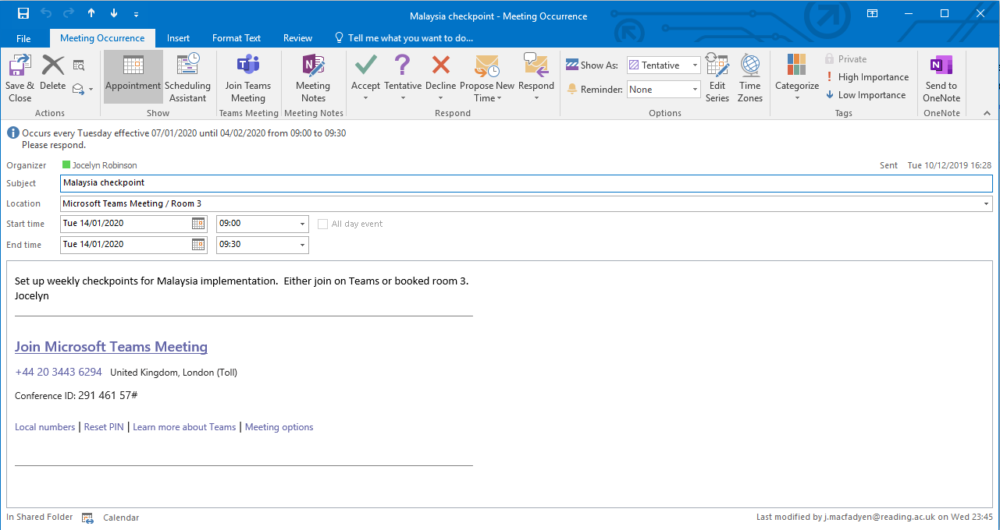 Malaysia checkpoint - Meeting Occurrence
File Meeting Occurrence Insert Format Text Review Tell me what you want to do...
Save & Close
Delete
Actions
Appointment
Scheduling Assistant
Show
Join Teams Meeting
Teams Meeting
Meeting Notes
Meeting Notes
Accept
Tentative
Decline
Propose New Time
Respond
Respond
Show As: Tentative
Reminder: None
Edit Series
Time Zones
Options
Categorize
Private
High Importance
Low Importance
Tags
Send to OneNote
OneNote
Occurs every Tuesday effective 07/01/2020 until 04/02/2020 from 09:00 to 09:30
Please respond.
Organizer Jocelyn Robinson Sent Tue 10/12/2019 16:28
Subject Malaysia checkpoint
Location Microsoft Teams Meeting / Room 3
Start time Tue 14/01/2020 09:00 All day event
End time Tue 14/01/2020 09:30
Set up weekly checkpoints for Malaysia implementation. Either join on Teams or booked room 3.
Jocelyn
Join Microsoft Teams Meeting
+44 20 3443 6294 United Kingdom, London (Toll)
Conference ID: 291 461 57#
Local numbers | Reset PIN | Learn more about Teams | Meeting options
In Shared Folder Calendar Last modified by j.macfadyen@reading.ac.uk on Wed 23:45